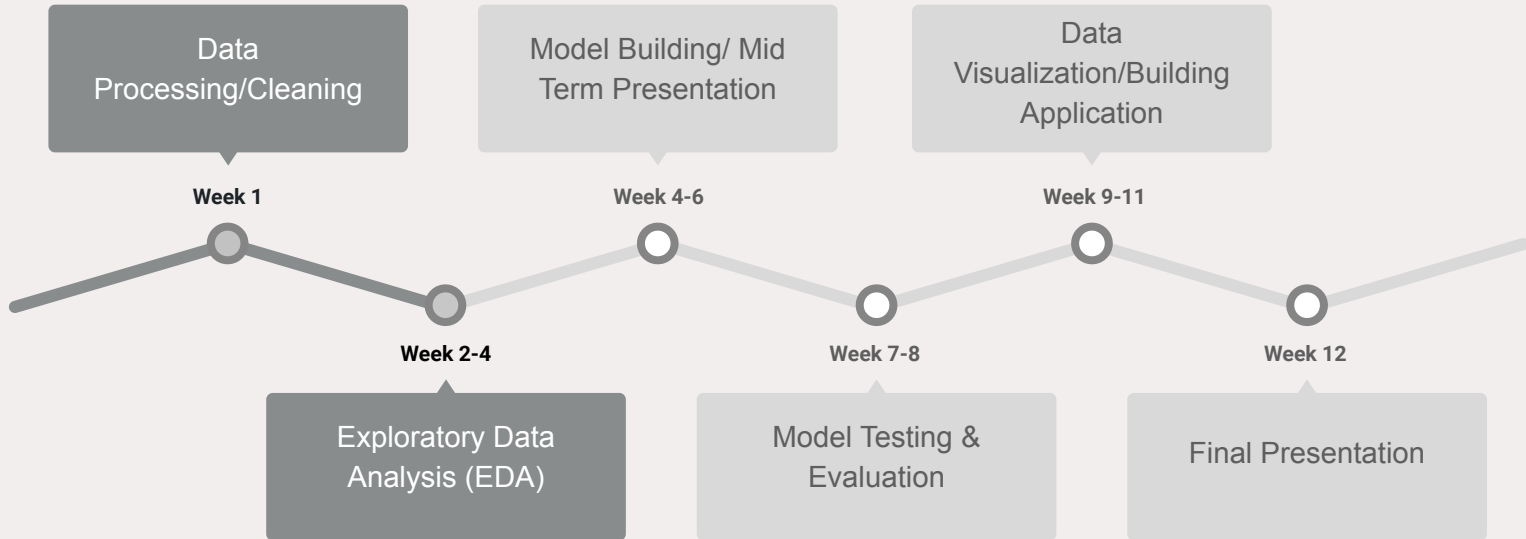 Data
Processing/Cleaning
Model Building/ Mid
Term Presentation
Data
Visualization/Building
Application
Week 1
Week 4-6
Week 9-11
Week 2-4
Week 7-8
Week 12
Exploratory Data
Analysis (EDA)
Model Testing &
Evaluation
Final Presentation